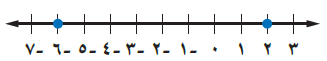 ٧- ٦- ٥- ٤- ٣- ٢- ١- ٠ ١ ٢ ٣